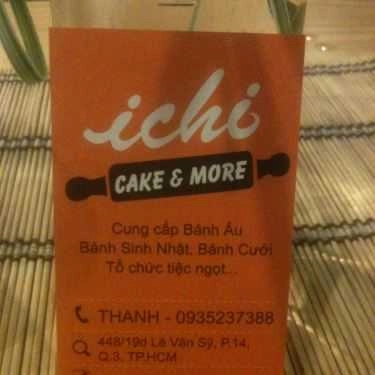 ichi
CAKE & MORE
Cung cấp Bánh Âu
Bánh Sinh Nhật, Bánh Cưới
Tổ chức tiệc ngọt...
THANH - 0935237388
448/19d Lê Văn Sỹ, P.14,
Q.3, TP.HCM